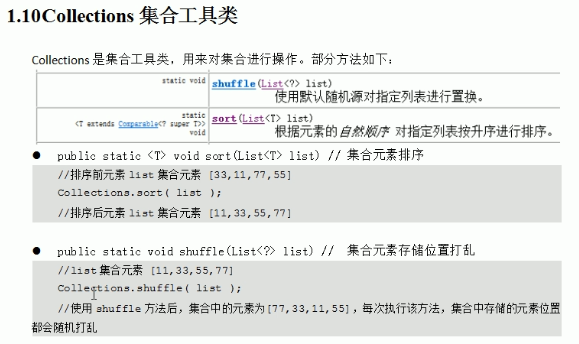 1.10Collections 集合工具类
Collections 是集合工具类，用来对集合进行操作。部分方法如下：
static void shuffle(List<?> list)
使用默认随机源对指定列表进行置换。
static
<T extends Comparable<? super T>>
void
sort(List<T> list)
根据元素的自然顺序 对指定列表按升序进行排序。
● public static <T> void sort(List<T> list) // 集合元素排序
//排序前元素 list 集合元素 [33,11,77,55]
Collections.sort( list );
//排序后元素 list 集合元素 [11,33,55,77]
● public static void shuffle(List<?> list) // 集合元素存储位置打乱
//list 集合元素 [11,33,55,77]
Collections.shuffle( list );
//使用 shuffle 方法后，集合中的元素为[77,33,11,55]，每次执行该方法，集合中存储的元素位置
都会随机打乱